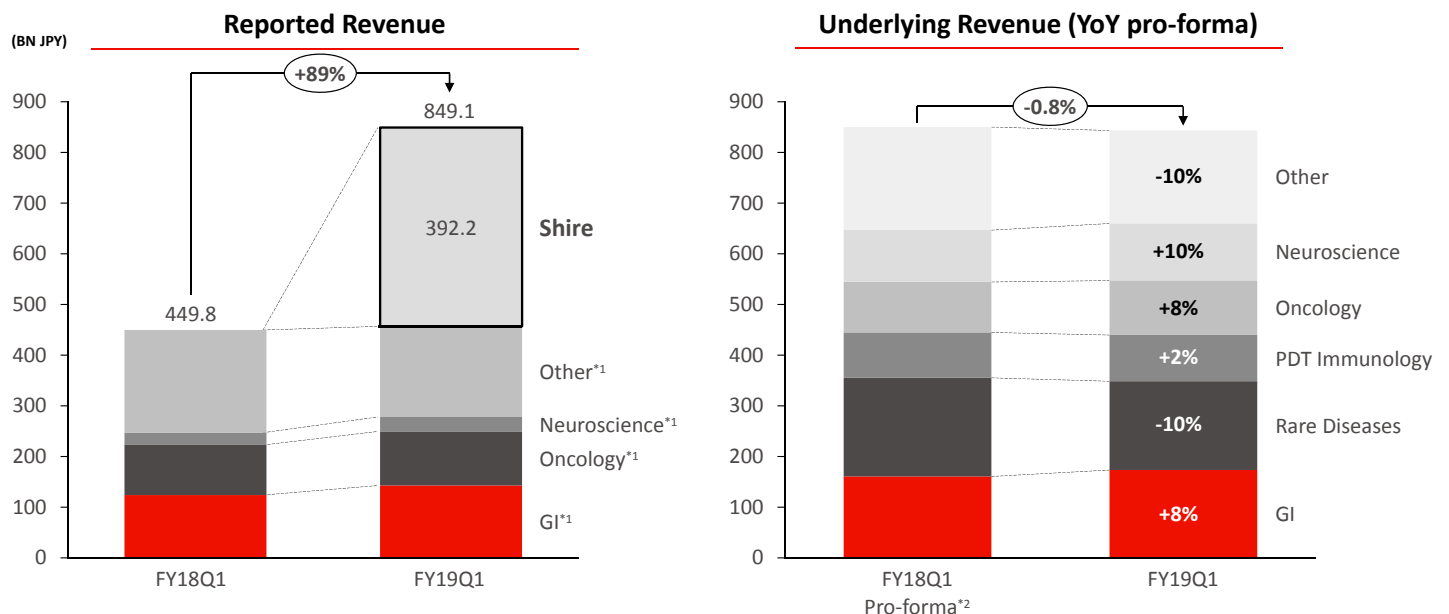 Reported Revenue
(BN JPY)
+89%
900
800
700
600
500
400
300
200
100
0
849.1
392.2
Shire
449.8
Other*1
Neuroscience*1
Oncology*1
GI*1
FY18Q1
FY19Q1
Underlying Revenue (YoY pro-forma)
-0.8%
900
800
700
600
500
400
300
200
100
0
-10%
Other
+10%
Neuroscience
+8%
Oncology
+2%
PDT Immunology
-10%
Rare Diseases
+8%
GI
FY18Q1
Pro-forma*2
FY19Q1